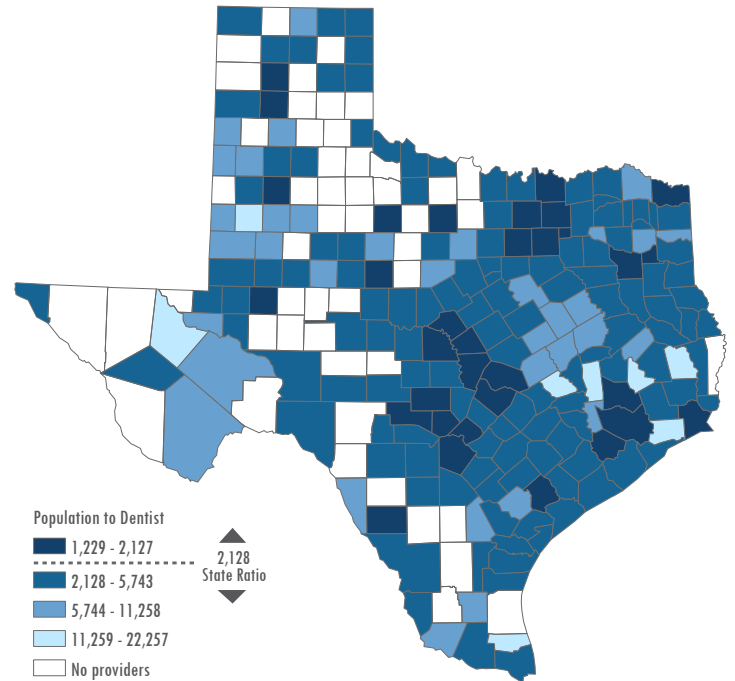 Population to Dentist
1,229 - 2,127
2,128
State Ratio
2,128 - 5,743
5,744 - 11,258
11,259 - 22,257
No providers